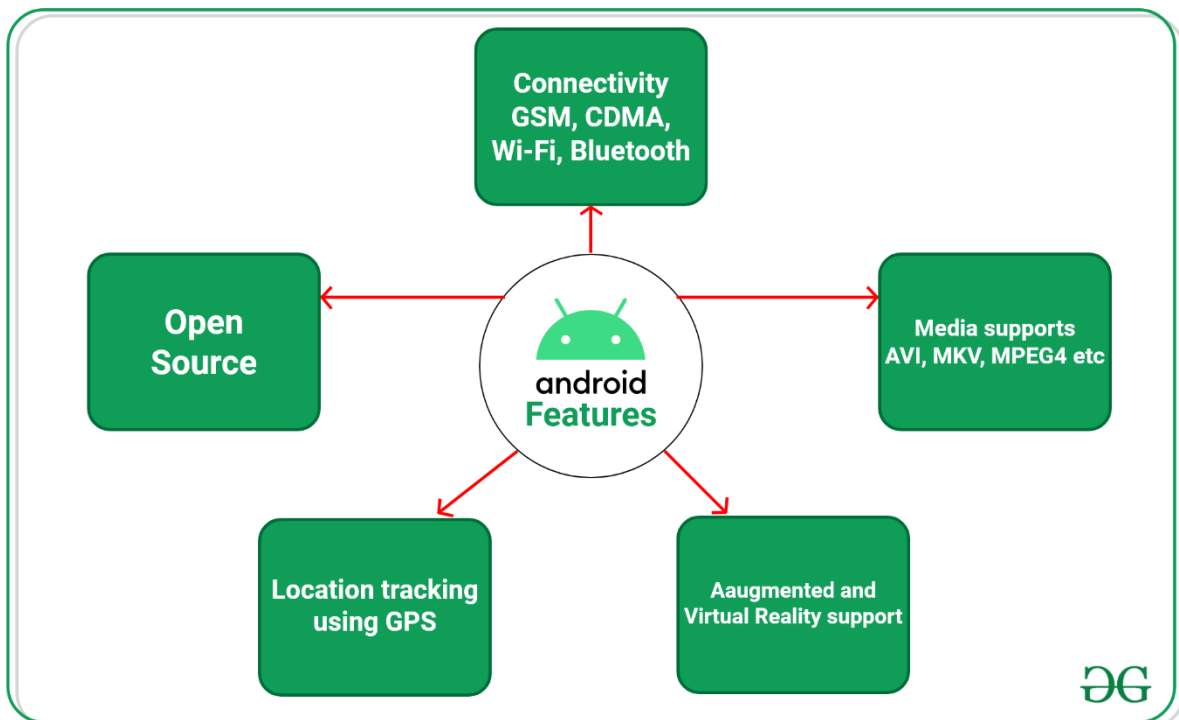 Connectivity
GSM, CDMA,
Wi-Fi, Bluetooth
Open
Source
android
Features
Media supports
AVI, MKV, MPEG4 etc
Location tracking
using GPS
Aaugmented and
Virtual Reality support